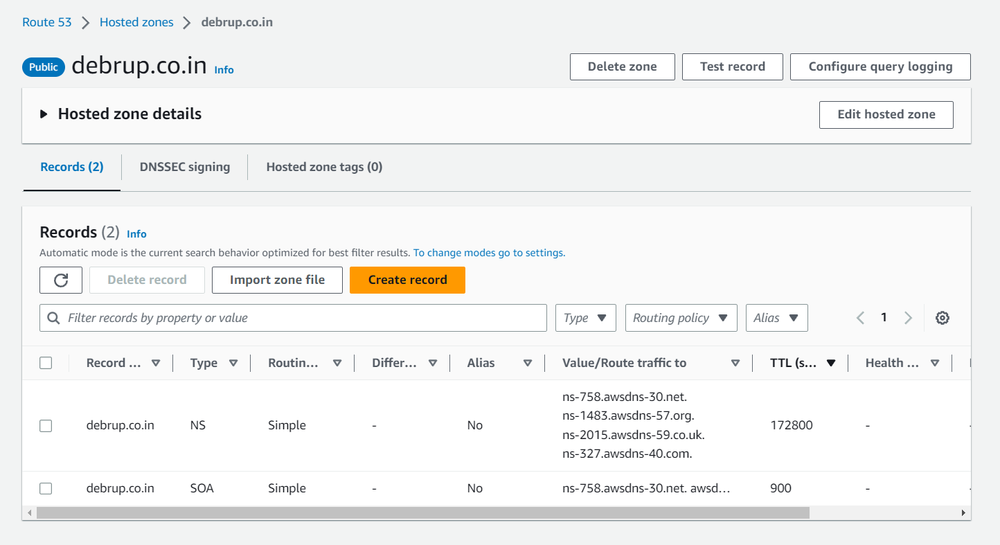 Route 53 > Hosted zones > debrup.co.in
Public debrup.co.in Info
Delete zone Test record Configure query logging
Hosted zone details Edit hosted zone
Records (2) DNSSEC signing Hosted zone tags (0)
Records (2) Info
Automatic mode is the current search behavior optimized for best filter results. To change modes go to settings.
Delete record Import zone file Create record
Filter records by property or value Type Routing policy Alias 1
Record ... Type Routin... Differ... Alias Value/Route traffic to TTL (s... Health ...
debrup.co.in NS Simple - No ns-758.awsdns-30.net.
ns-1483.awsdns-57.org.
ns-2015.awsdns-59.co.uk.
ns-327.awsdns-40.com.
172800 -
debrup.co.in SOA Simple - No ns-758.awsdns-30.net. awsd... 900 -